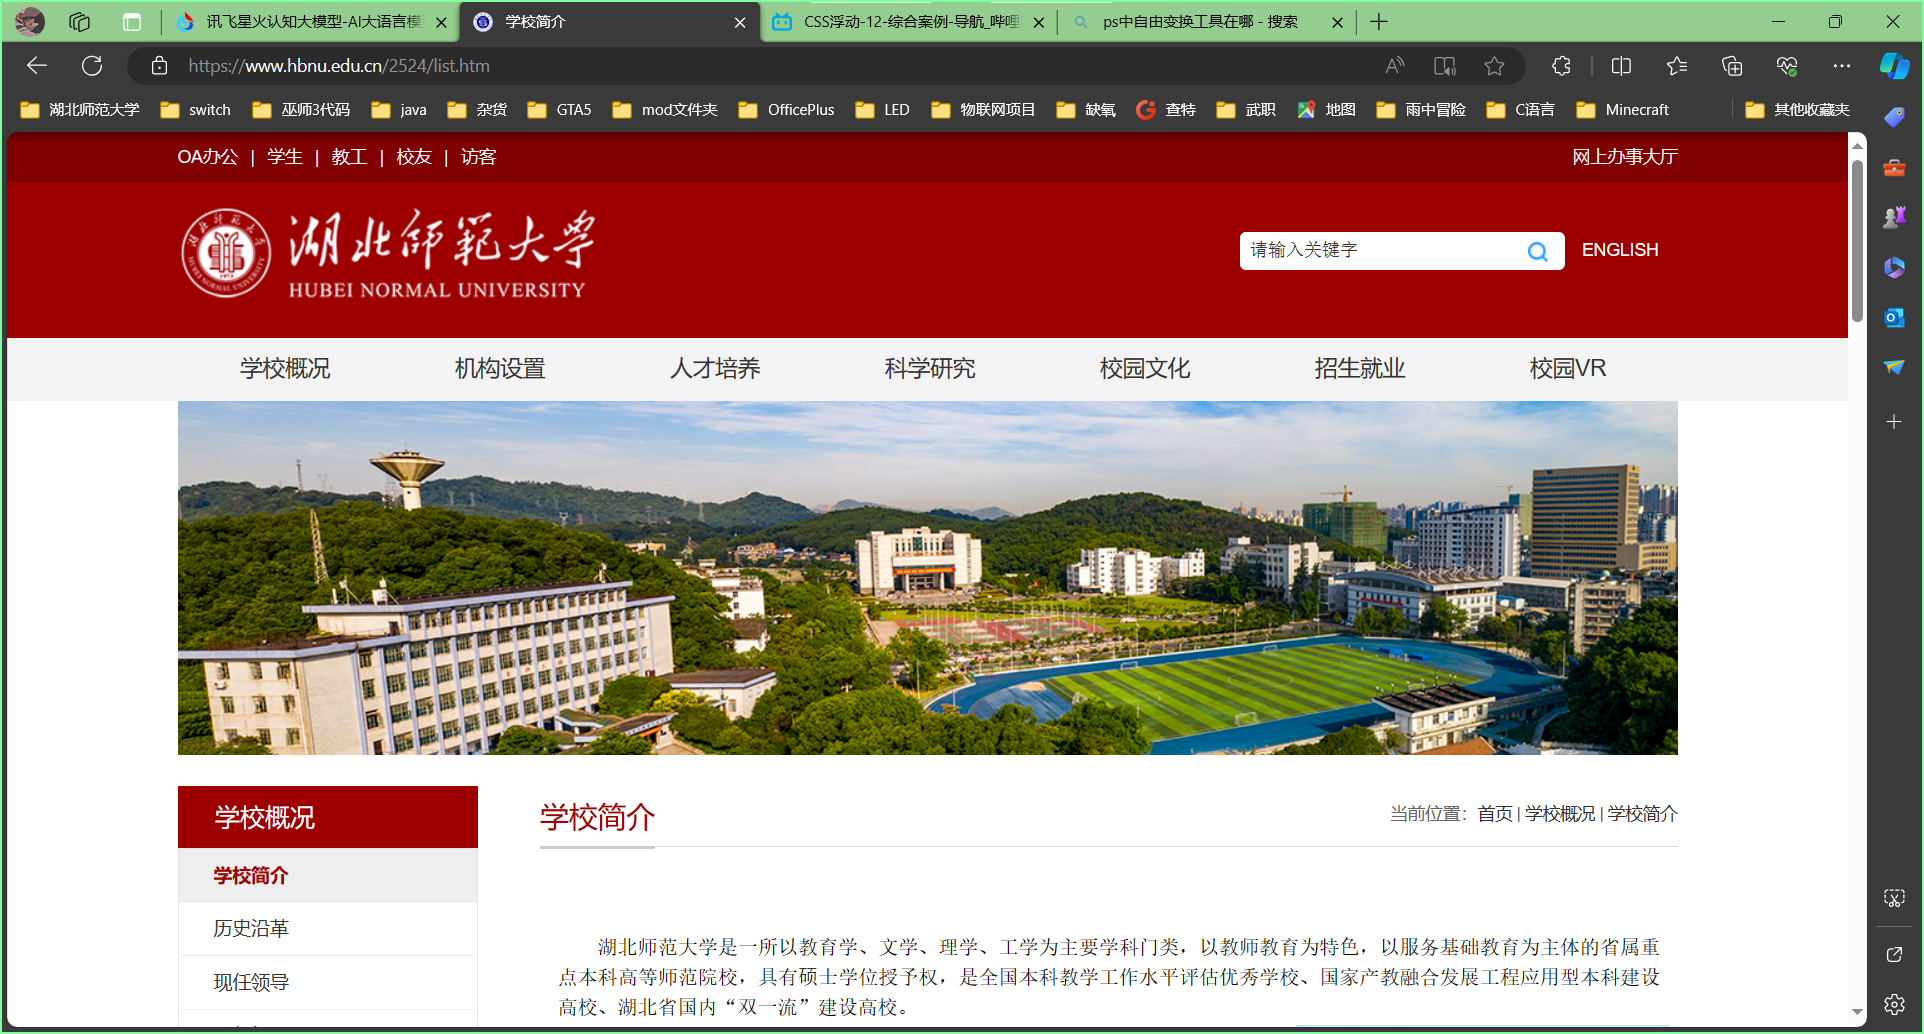 讯飞星火认知大模型-AI大语言模
学校简介
CSS浮动-12-综合案例-导航_哔哩
ps中自由变换工具在哪 - 搜索
https://www.hbnu.edu.cn/2524/list.htm
湖北师范大学 switch 巫师3代码 java 杂货 GTA5 mod文件夹 OfficePlus LED 物联网项目 缺氧 查特 武职 地图 雨中冒险 C语言 Minecraft 其他收藏夹
OA办公 | 学生 | 教工 | 校友 | 访客
网上办事大厅
湖北師範大学
HUBEI NORMAL UNIVERSITY
请输入关键字
ENGLISH
学校概况 机构设置 人才培养 科学研究 校园文化 招生就业 校园VR
学校概况
学校简介
历史沿革
现任领导
学校简介
当前位置：首页 | 学校概况 | 学校简介
湖北师范大学是一所以教育学、文学、理学、工学为主要学科门类，以教师教育为特色，以服务基础教育为主体的省属重
点本科高等师范院校，具有硕士学位授予权，是全国本科教学工作水平评估优秀学校、国家产教融合发展工程应用型本科建设
高校、湖北省国内“双一流”建设高校。